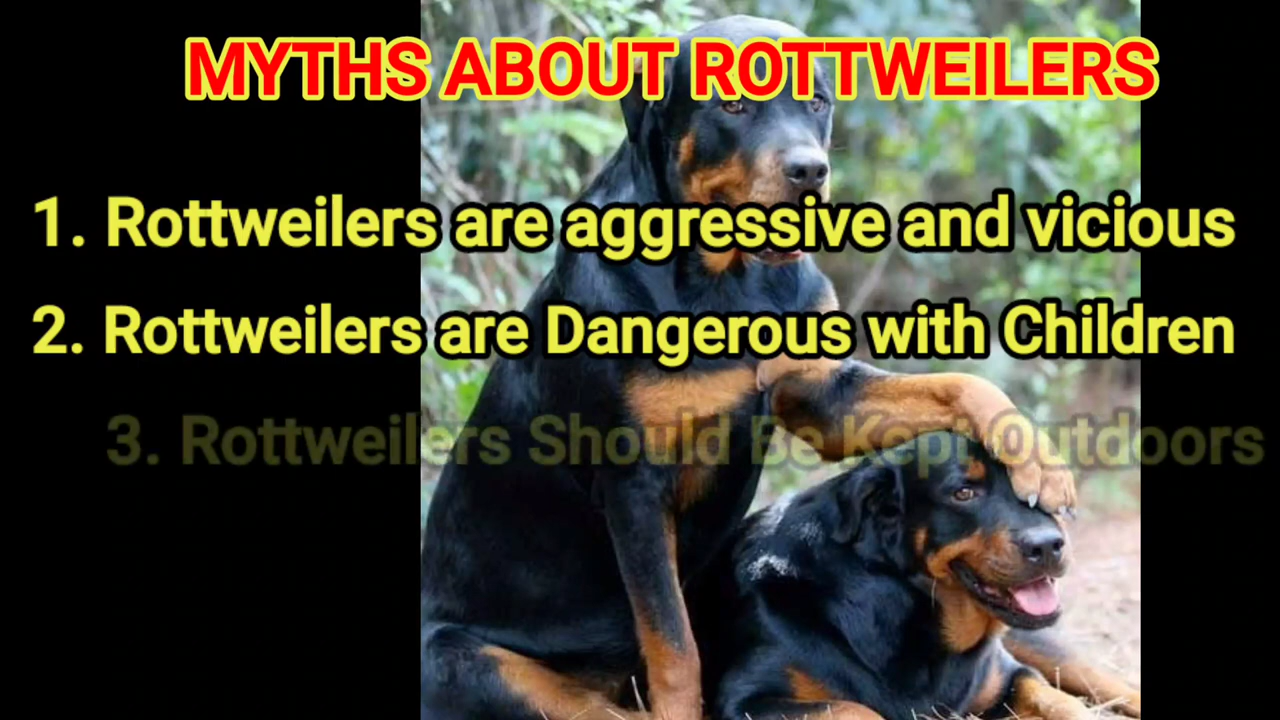 MYTHS ABOUT ROTTWEILERS
1. Rottweilers are aggressive and vicious
2. Rottweilers are Dangerous with Children
3. Rottweilers Should Be Kept Outdoors